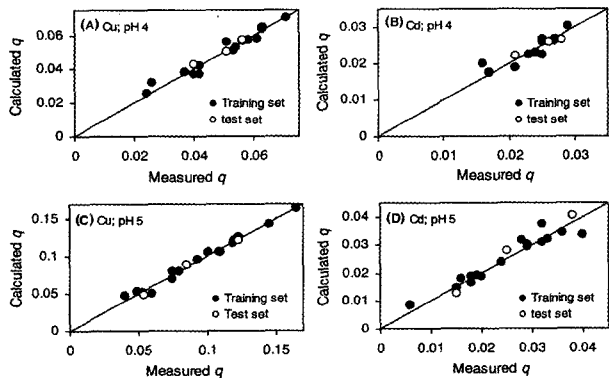 (A) Cu; pH 4
Calculated q
0.06
0.04
0.02
0
Training set
test set
0 0.02 0.04 0.06
Measured q
(B) Cd; pH 4
Calculated q
0.03
0.02
0.01
0
Training set
test set
0 0.01 0.02 0.03
Measured q
(C) Cu; pH 5
Calculated q
0.15
0.10
0.05
0
Training set
Test set
0 0.05 0.1 0.15
Measured q
(D) Cd; pH 5
Calculated q
0.04
0.03
0.02
0.01
0
Training set
test set
0 0.01 0.02 0.03 0.04
Measured q